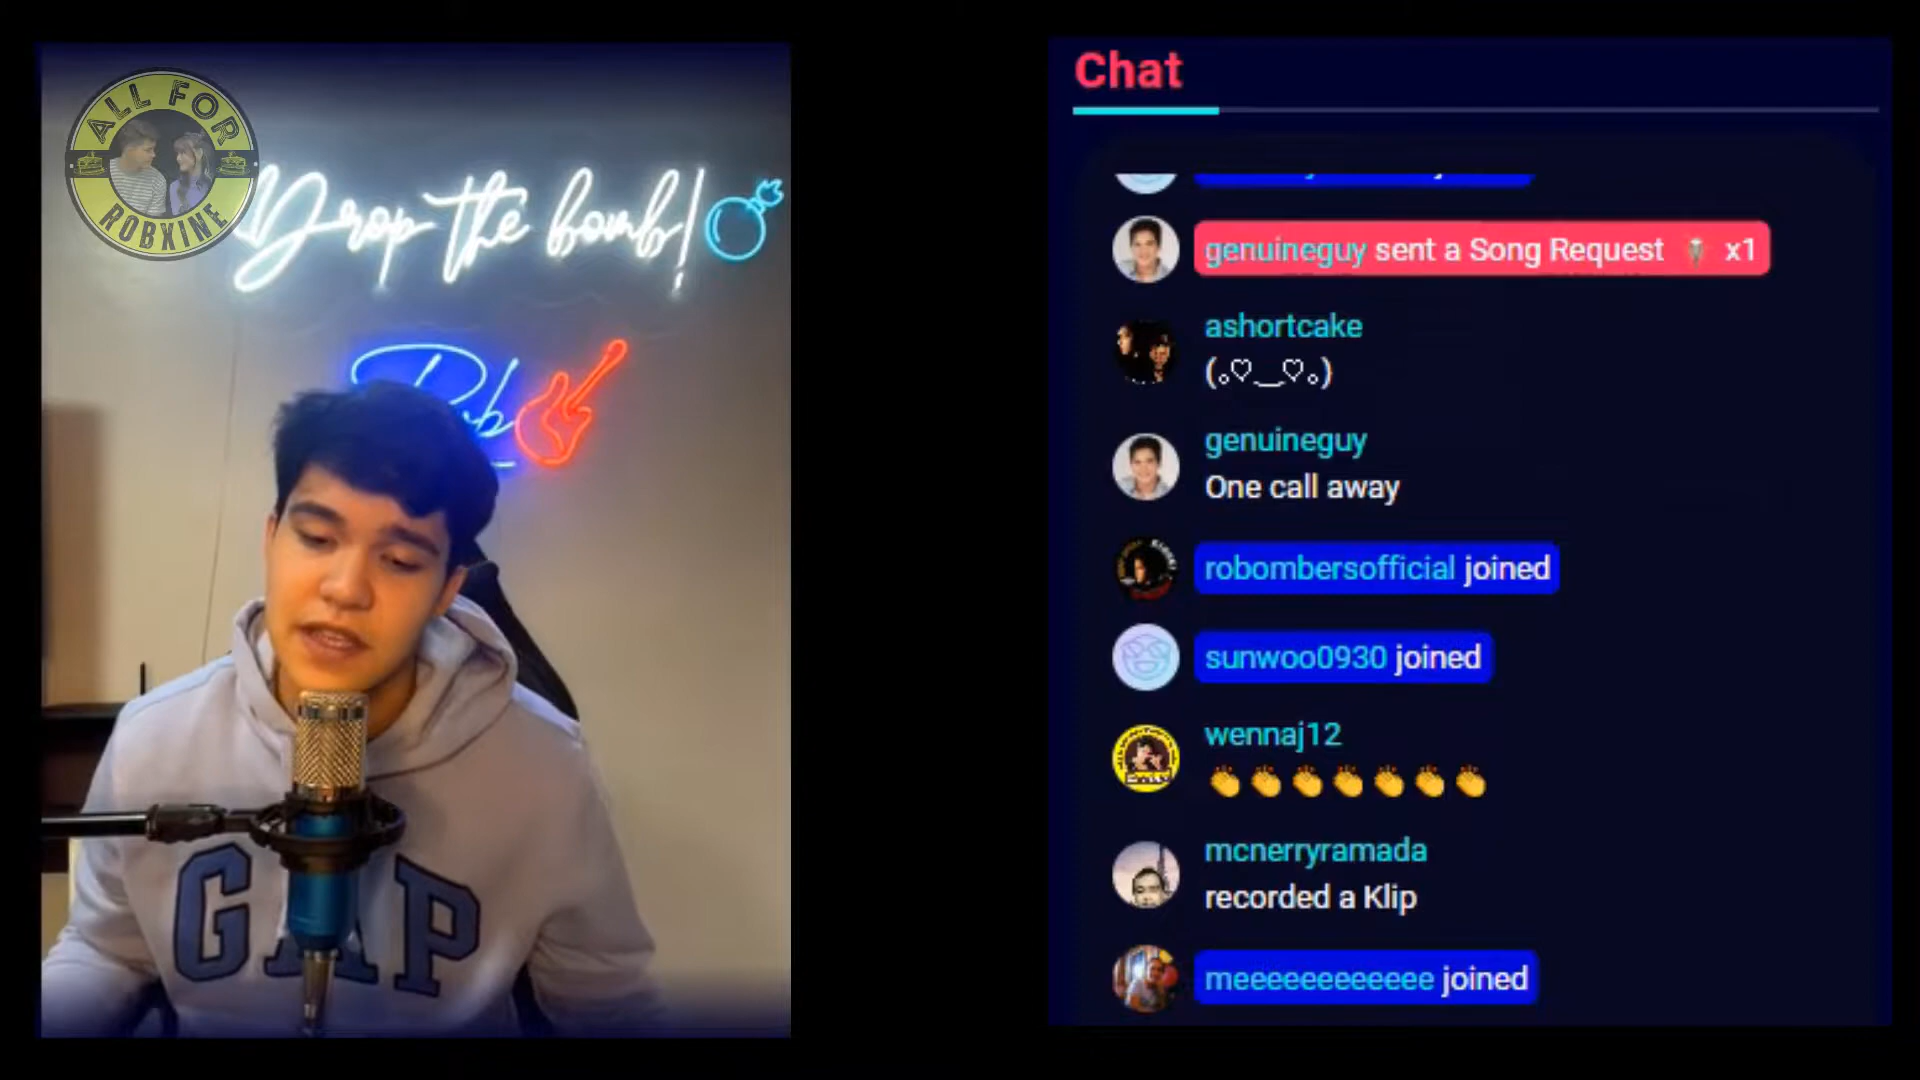 ALL FOR
ROBXINE
Drop the bomb!
Rob
GAP
Chat
genuineguy sent a Song Request x1
ashortcake
(｡♡‿♡｡)
genuineguy
One call away
robombersofficial joined
sunwoo0930 joined
wennaj12
👏👏👏👏👏👏👏
mcnerryramada
recorded a Klip
meeeeeeeeeeee joined